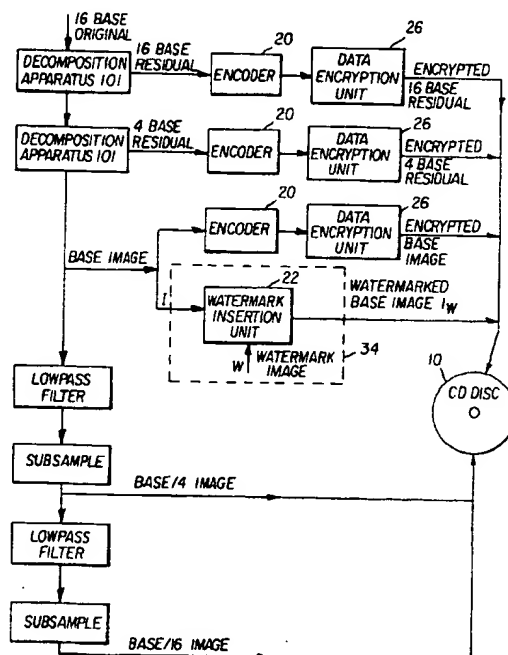 16 BASE
ORIGINAL
DECOMPOSITION
APPARATUS 101
16 BASE
RESIDUAL
20
ENCODER
26
DATA
ENCRYPTION
UNIT
ENCRYPTED
16 BASE
RESIDUAL
DECOMPOSITION
APPARATUS 101
4 BASE
RESIDUAL
20
ENCODER
26
DATA
ENCRYPTION
UNIT
ENCRYPTED
4 BASE
RESIDUAL
BASE IMAGE
20
ENCODER
26
DATA
ENCRYPTION
UNIT
ENCRYPTED
BASE
IMAGE
I
22
WATERMARK
INSERTION
UNIT
WATERMARKED
BASE IMAGE IW
W
WATERMARK
IMAGE
34
10
CD DISC
LOWPASS
FILTER
SUBSAMPLE
BASE/4 IMAGE
LOWPASS
FILTER
SUBSAMPLE
BASE/16 IMAGE